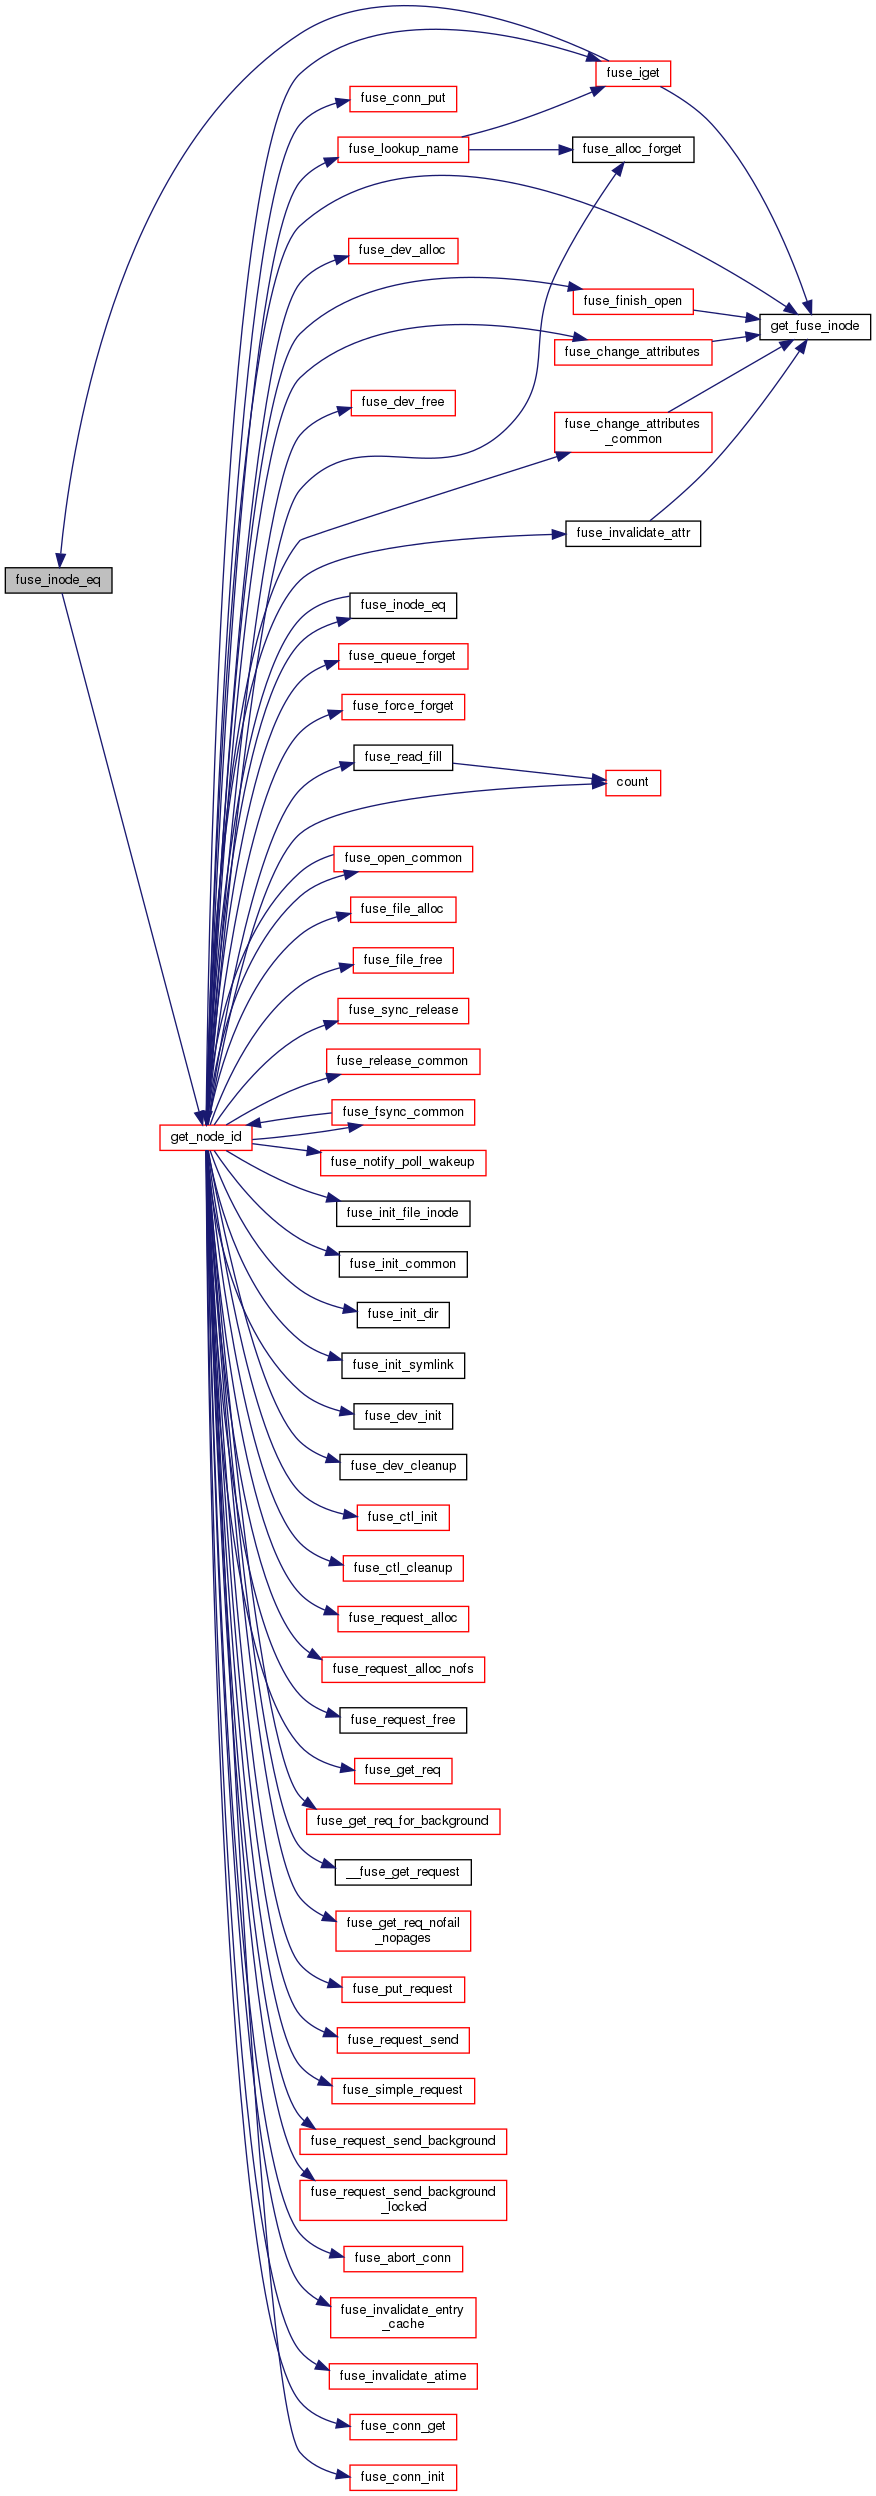 fuse_iget
fuse_conn_put
fuse_lookup_name
fuse_alloc_forget
fuse_dev_alloc
fuse_finish_open
get_fuse_inode
fuse_change_attributes
fuse_dev_free
fuse_change_attributes
_common
fuse_invalidate_attr
fuse_inode_eq
fuse_inode_eq
fuse_queue_forget
fuse_force_forget
fuse_read_fill
count
fuse_open_common
fuse_file_alloc
fuse_file_free
fuse_sync_release
fuse_release_common
fuse_fsync_common
get_node_id
fuse_notify_poll_wakeup
fuse_init_file_inode
fuse_init_common
fuse_init_dir
fuse_init_symlink
fuse_dev_init
fuse_dev_cleanup
fuse_ctl_init
fuse_ctl_cleanup
fuse_request_alloc
fuse_request_alloc_nofs
fuse_request_free
fuse_get_req
fuse_get_req_for_background
__fuse_get_request
fuse_get_req_nofail
_nopages
fuse_put_request
fuse_request_send
fuse_simple_request
fuse_request_send_background
fuse_request_send_background
_locked
fuse_abort_conn
fuse_invalidate_entry
_cache
fuse_invalidate_atime
fuse_conn_get
fuse_conn_init